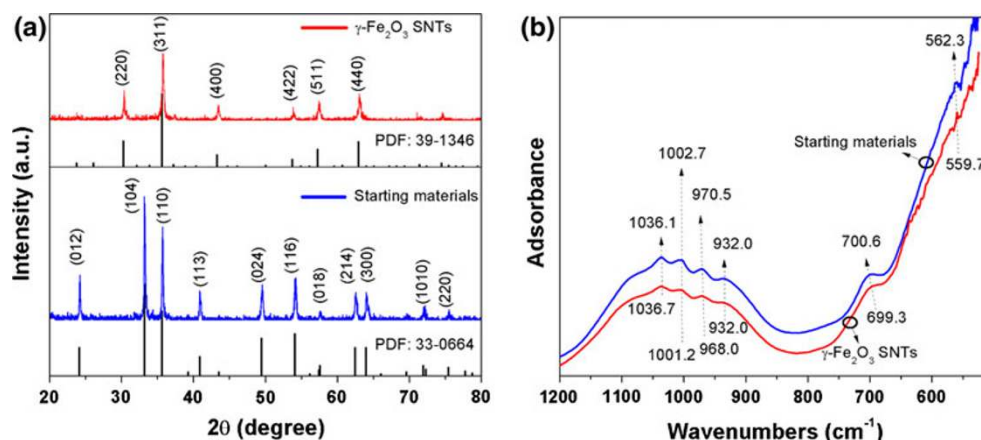 (a)
γ-Fe₂O₃ SNTs
(311)
(220)
(400)
(422)
(511)
(440)
PDF: 39-1346
Starting materials
(104)
(110)
(012)
(113)
(024)
(116)
(018)
(214)
(300)
(1010)
(220)
PDF: 33-0664
Intensity (a.u.)
20 30 40 50 60 70 80
2θ (degree)
(b)
562.3
Starting materials
559.7
1002.7
970.5
1036.1
932.0
700.6
1036.7
1001.2
968.0
932.0
699.3
γ-Fe₂O₃ SNTs
Adsorbance
1200 1100 1000 900 800 700 600
Wavenumbers (cm⁻¹)